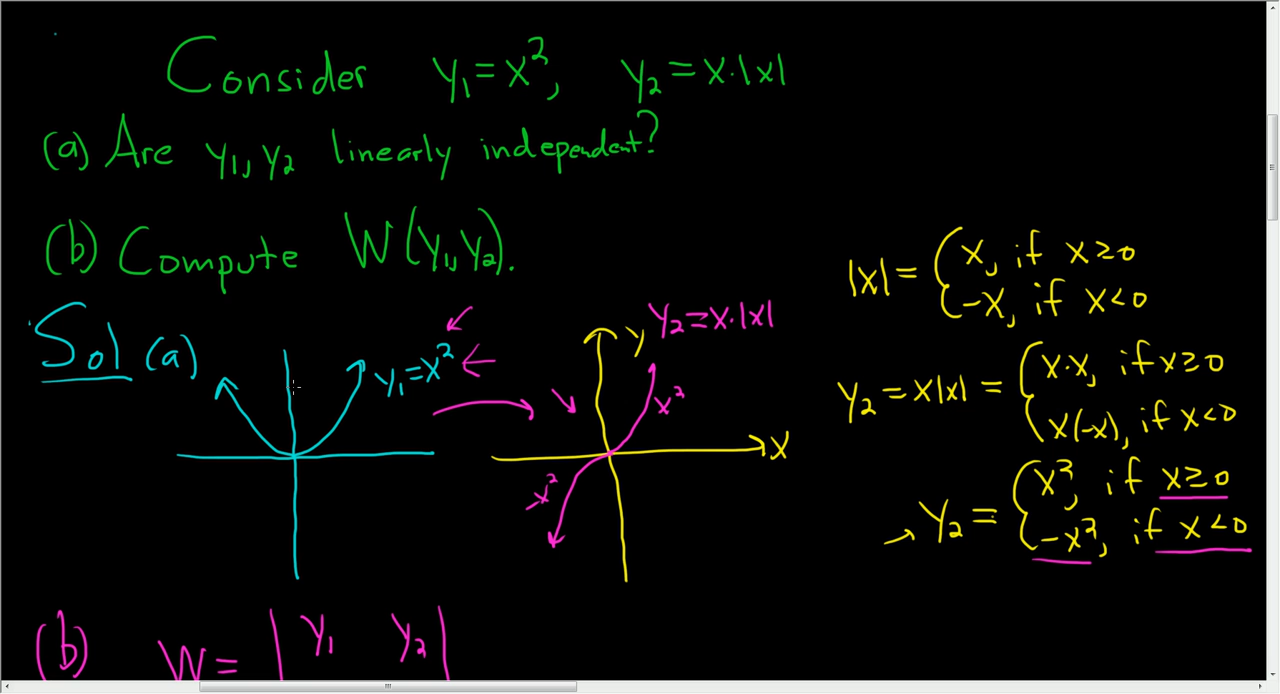 Consider y₁ = x², y₂ = x·|x|
(a) Are y₁, y₂ linearly independent?
(b) Compute W(y₁, y₂).
|x| = { x, if x ≥ 0
-x, if x < 0
Sol (a)
y₁ = x²
y₂ = x·|x|
y
x²
x
-x²
y₂ = x|x| = { x·x, if x ≥ 0
x(-x), if x < 0
→ y₂ = { x², if x ≥ 0
-x², if x < 0
(b) W = | y₁ y₂ |